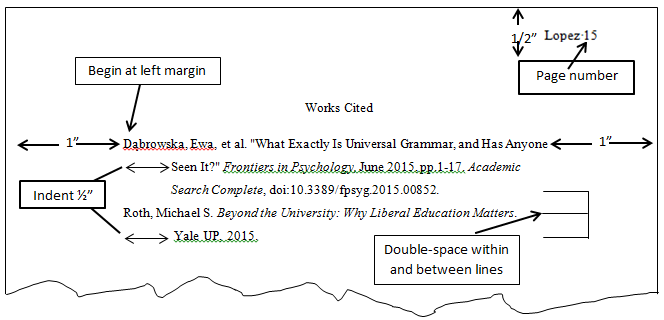 1/2” Lopez·15
Page number
Begin at left margin
Works Cited
1” Dąbrowska, Ewa, et al. "What Exactly Is Universal Grammar, and Has Anyone 1”
Seen It?" Frontiers in Psychology, June 2015, pp.1-17. Academic
Indent ½” Search Complete, doi:10.3389/fpsyg.2015.00852.
Roth, Michael S. Beyond the University: Why Liberal Education Matters.
Yale UP, 2015.
Double-space within
and between lines